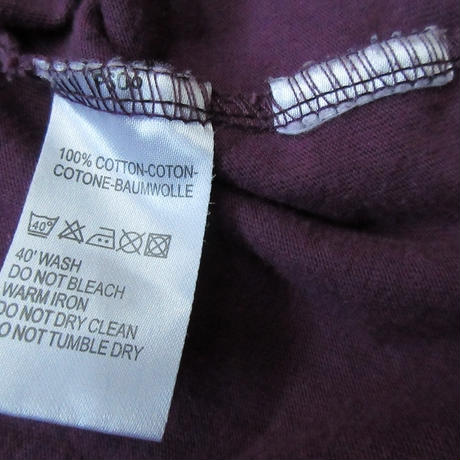 100% COTTON-COTON-
COTONE-BAUMWOLLE
40°
40' WASH
DO NOT BLEACH
WARM IRON
DO NOT DRY CLEAN
DO NOT TUMBLE DRY